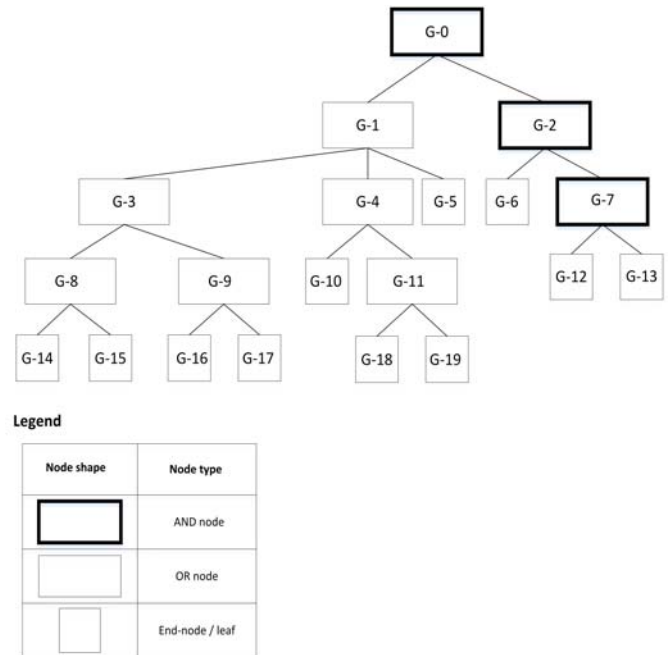 G-0
G-1
G-2
G-3
G-4
G-5
G-6
G-7
G-8
G-9
G-10
G-11
G-12
G-13
G-14
G-15
G-16
G-17
G-18
G-19
Legend
Node shape
Node type
AND node
OR node
End-node / leaf